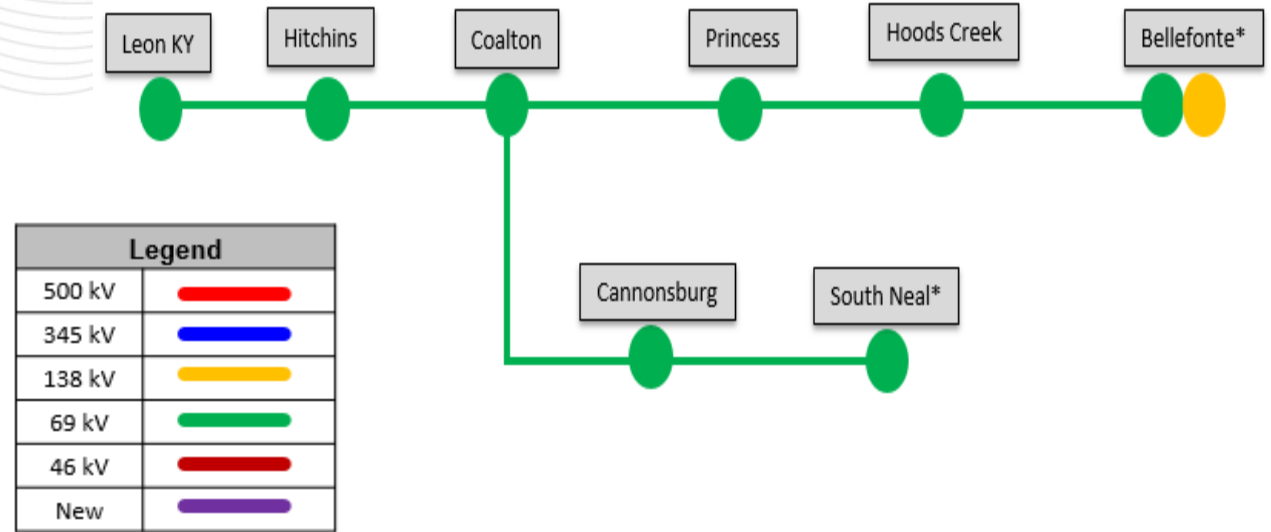 Leon KY
Hitchins
Coalton
Princess
Hoods Creek
Bellefonte*
Cannonsburg
South Neal*
Legend
500 kV
345 kV
138 kV
69 kV
46 kV
New